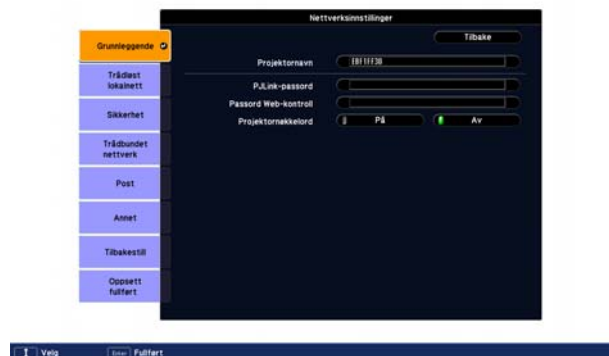 Nettverksinnstillinger
Tilbake
Grunnleggende
Trådløst
lokalnett
Sikkerhet
Trådbundet
nettverk
Post
Annet
Tilbakestill
Oppsett
fullført
Projektornavn EBF1FF38
PJLink-passord
Passord Web-kontroll
Projektornøkkelord På Av
Velg Enter Fullført